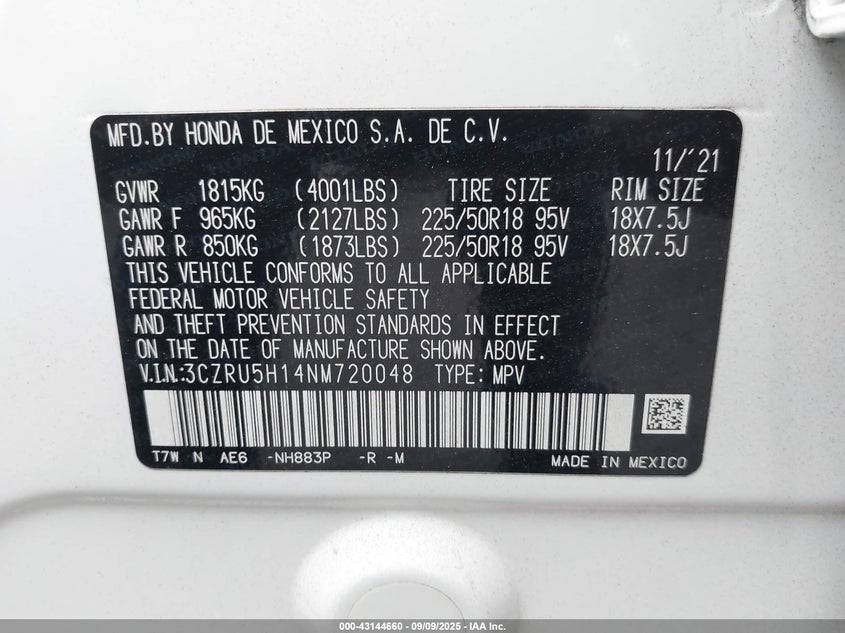 MFD.BY HONDA DE MEXICO S.A. DE C.V.
11/'21
GVWR 1815KG (4001LBS) TIRE SIZE RIM SIZE
GAWR F 965KG (2127LBS) 225/50R18 95V 18X7.5J
GAWR R 850KG (1873LBS) 225/50R18 95V 18X7.5J
THIS VEHICLE CONFORMS TO ALL APPLICABLE
FEDERAL MOTOR VEHICLE SAFETY
AND THEFT PREVENTION STANDARDS IN EFFECT
ON THE DATE OF MANUFACTURE SHOWN ABOVE.
V.I.N.:3CZRU5H14NM720048 TYPE: MPV
T7W N AE6 -NH883P -R -M MADE IN MEXICO
000-43144660 | 09/09/2025 | IAA Inc.